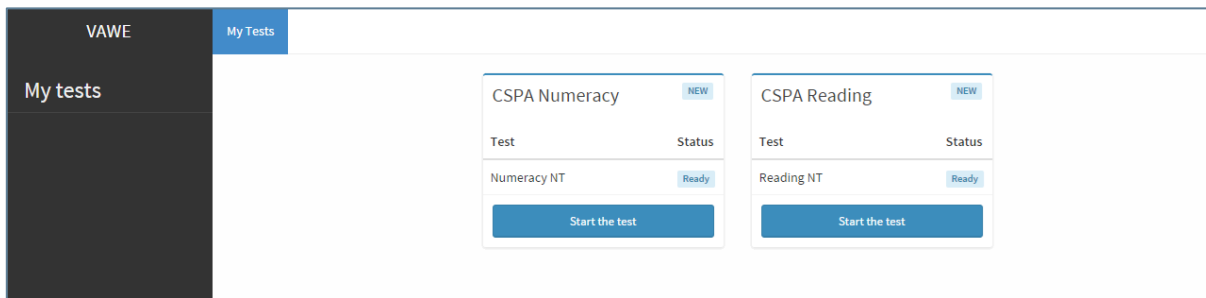 VAWE
My Tests
My tests
CSPA Numeracy NEW
Test Status
Numeracy NT Ready
Start the test
CSPA Reading NEW
Test Status
Reading NT Ready
Start the test